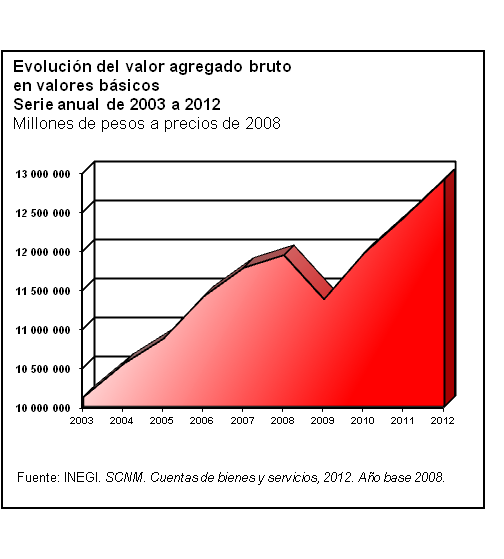 Evolución del valor agregado bruto
en valores básicos
Serie anual de 2003 a 2012
Millones de pesos a precios de 2008
13 000 000
12 500 000
12 000 000
11 500 000
11 000 000
10 500 000
10 000 000
2003 2004 2005 2006 2007 2008 2009 2010 2011 2012
Fuente: INEGI. SCNM. Cuentas de bienes y servicios, 2012. Año base 2008.